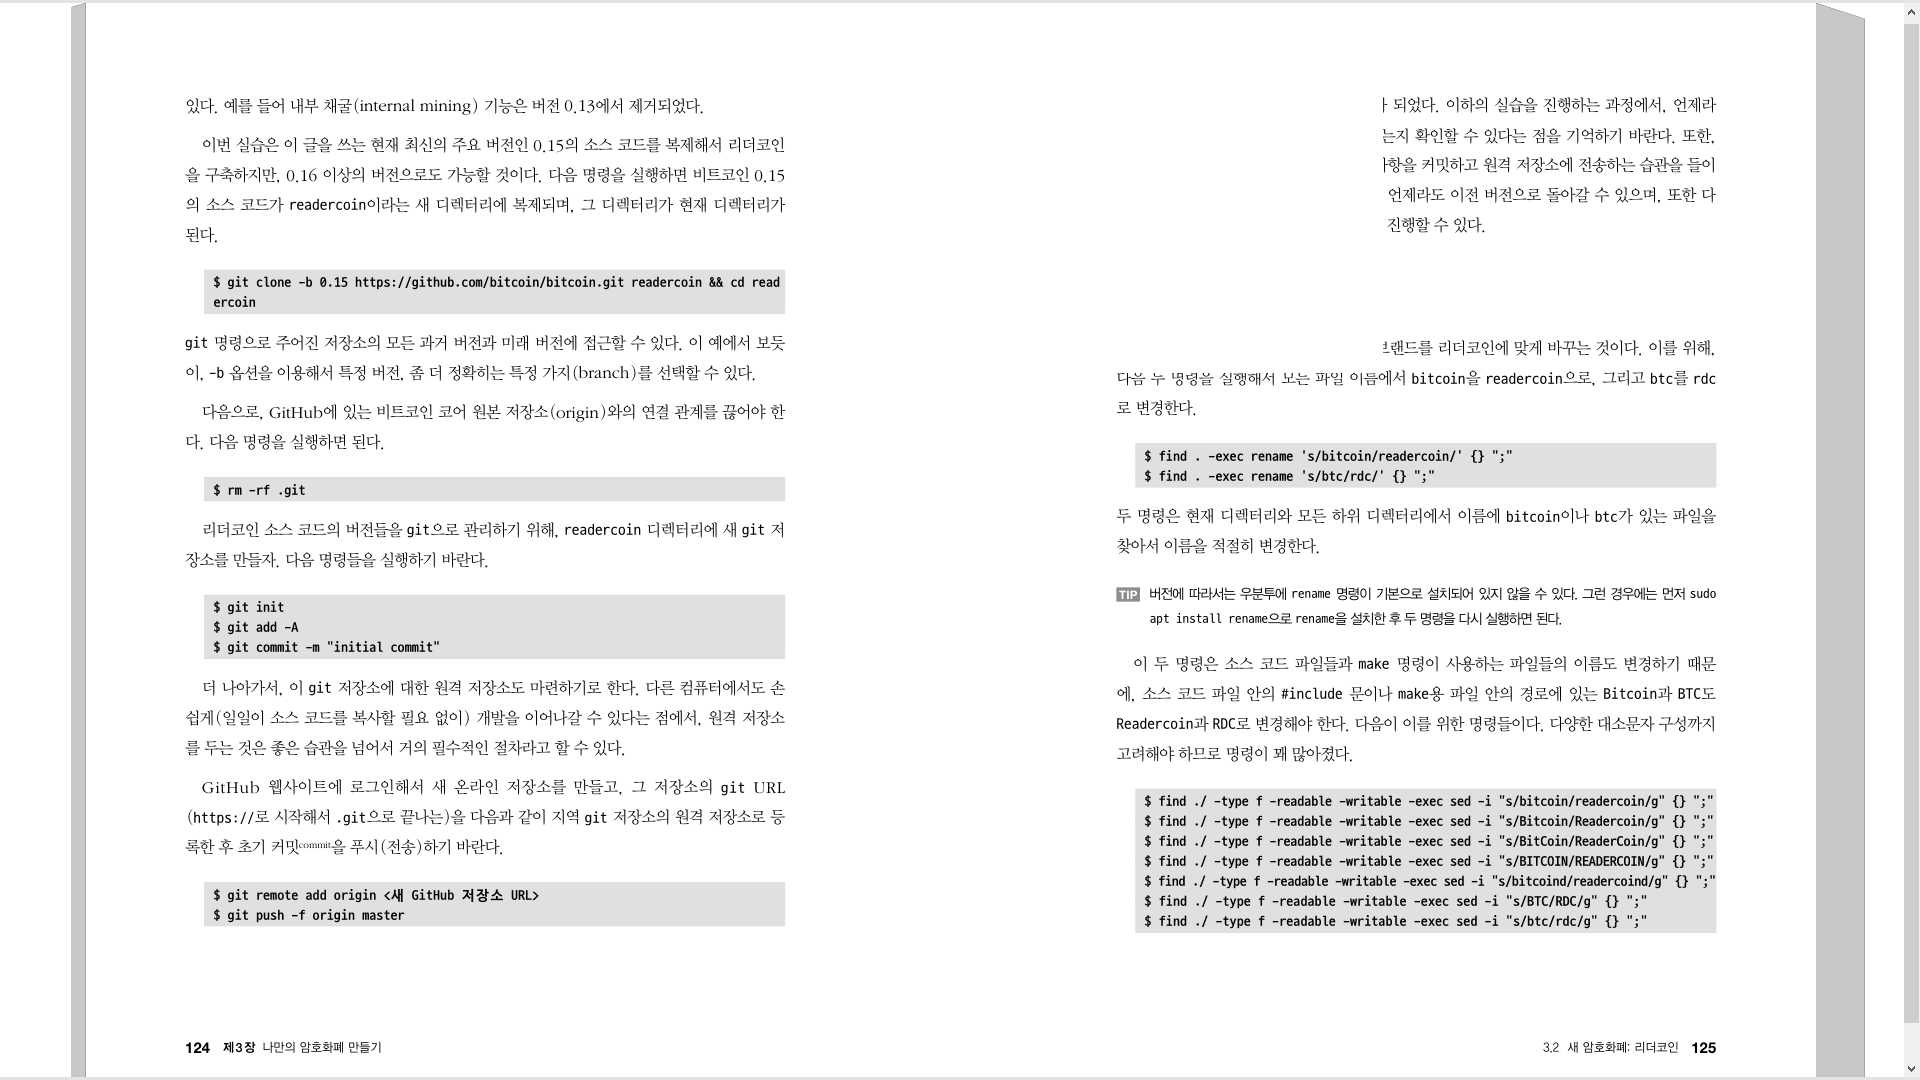 있다. 예를 들어 내부 채굴(internal mining) 기능은 버전 0.13에서 제거되었다.
이번 실습은 이 글을 쓰는 현재 최신의 주요 버전인 0.15의 소스 코드를 복제해서 리더코인
을 구축하지만, 0.16 이상의 버전으로도 가능할 것이다. 다음 명령을 실행하면 비트코인 0.15
의 소스 코드가 readercoin이라는 새 디렉터리에 복제되며, 그 디렉터리가 현재 디렉터리가
된다.
$ git clone -b 0.15 https://github.com/bitcoin/bitcoin.git readercoin && cd read
ercoin
git 명령으로 주어진 저장소의 모든 과거 버전과 미래 버전에 접근할 수 있다. 이 예에서 보듯
이, -b 옵션을 이용해서 특정 버전, 좀 더 정확히는 특정 가지(branch)를 선택할 수 있다.
다음으로, GitHub에 있는 비트코인 코어 원본 저장소(origin)와의 연결 관계를 끊어야 한
다. 다음 명령을 실행하면 된다.
$ rm -rf .git
리더코인 소스 코드의 버전들을 git으로 관리하기 위해, readercoin 디렉터리에 새 git 저
장소를 만들자. 다음 명령들을 실행하기 바란다.
$ git init
$ git add -A
$ git commit -m "initial commit"
더 나아가서, 이 git 저장소에 대한 원격 저장소도 마련하기로 한다. 다른 컴퓨터에서도 손
쉽게(일일이 소스 코드를 복사할 필요 없이) 개발을 이어나갈 수 있다는 점에서, 원격 저장소
를 두는 것은 좋은 습관을 넘어서 거의 필수적인 절차라고 할 수 있다.
GitHub 웹사이트에 로그인해서 새 온라인 저장소를 만들고, 그 저장소의 git URL
(https://로 시작해서 .git으로 끝나는)을 다음과 같이 지역 git 저장소의 원격 저장소로 등
록한 후 초기 커밋commit을 푸시(전송)하기 바란다.
$ git remote add origin <새 GitHub 저장소 URL>
$ git push -f origin master
124 제3장 나만의 암호화폐 만들기
되었다. 이하의 실습을 진행하는 과정에서, 언제라
는지 확인할 수 있다는 점을 기억하기 바란다. 또한,
커밋하고 원격 저장소에 전송하는 습관을 들이
언제라도 이전 버전으로 돌아갈 수 있으며, 또한 다
진행할 수 있다.
리더코인에 맞게 바꾸는 것이다. 이를 위해,
다음 두 명령을 실행해서 모든 파일 이름에서 bitcoin을 readercoin으로, 그리고 btc를 rdc
로 변경한다.
$ find . -exec rename 's/bitcoin/readercoin/' {} ";"
$ find . -exec rename 's/btc/rdc/' {} ";"
두 명령은 현재 디렉터리와 모든 하위 디렉터리에서 이름에 bitcoin이나 btc가 있는 파일을
찾아서 이름을 적절히 변경한다.
TIP 버전에 따라서는 우분투에 rename 명령이 기본으로 설치되어 있지 않을 수 있다. 그런 경우에는 먼저 sudo
apt install rename으로 rename을 설치한 후 두 명령을 다시 실행하면 된다.
이 두 명령은 소스 코드 파일들과 make 명령이 사용하는 파일들의 이름도 변경하기 때문
에, 소스 코드 파일 안의 #include 문이나 make용 파일 안의 경로에 있는 Bitcoin과 BTC도
Readercoin과 RDC로 변경해야 한다. 다음이 이를 위한 명령들이다. 다양한 대소문자 구성까지
고려해야 하므로 명령이 꽤 많아졌다.
$ find ./ -type f -readable -writable -exec sed -i "s/bitcoin/readercoin/g" {} ";"
$ find ./ -type f -readable -writable -exec sed -i "s/Bitcoin/Readercoin/g" {} ";"
$ find ./ -type f -readable -writable -exec sed -i "s/BitCoin/ReaderCoin/g" {} ";"
$ find ./ -type f -readable -writable -exec sed -i "s/BITCOIN/READERCOIN/g" {} ";"
$ find ./ -type f -readable -writable -exec sed -i "s/bitcoind/readercoind/g" {} ";"
$ find ./ -type f -readable -writable -exec sed -i "s/BTC/RDC/g" {} ";"
$ find ./ -type f -readable -writable -exec sed -i "s/btc/rdc/g" {} ";"
3.2 새 암호화폐: 리더코인 125